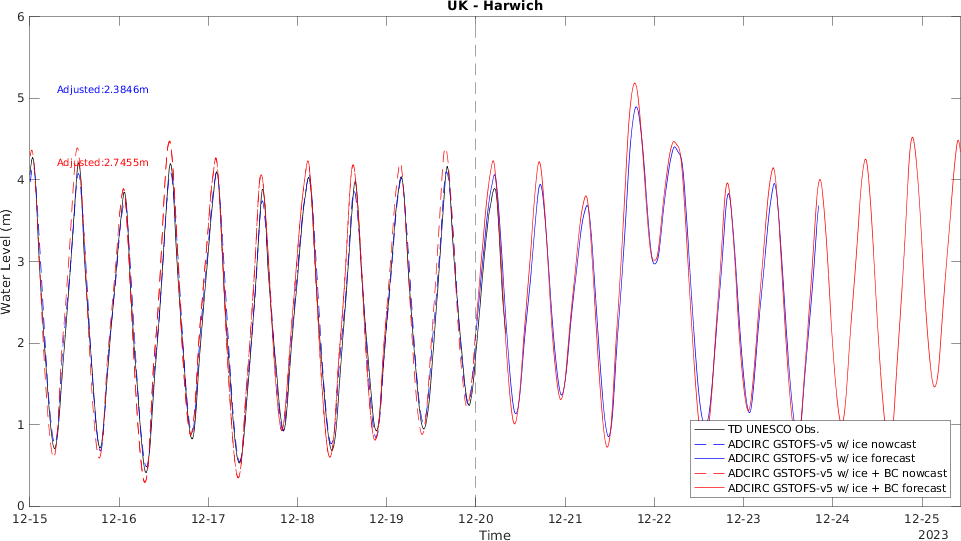 UK - Harwich
6
5
4
3
2
1
0
Water Level (m)
Adjusted:2.3846m
Adjusted:2.7455m
TD UNESCO Obs.
ADCIRC GSTOFS-v5 w/ ice nowcast
ADCIRC GSTOFS-v5 w/ ice forecast
ADCIRC GSTOFS-v5 w/ ice + BC nowcast
ADCIRC GSTOFS-v5 w/ ice + BC forecast
12-15 12-16 12-17 12-18 12-19 12-20 12-21 12-22 12-23 12-24 12-25
Time
2023